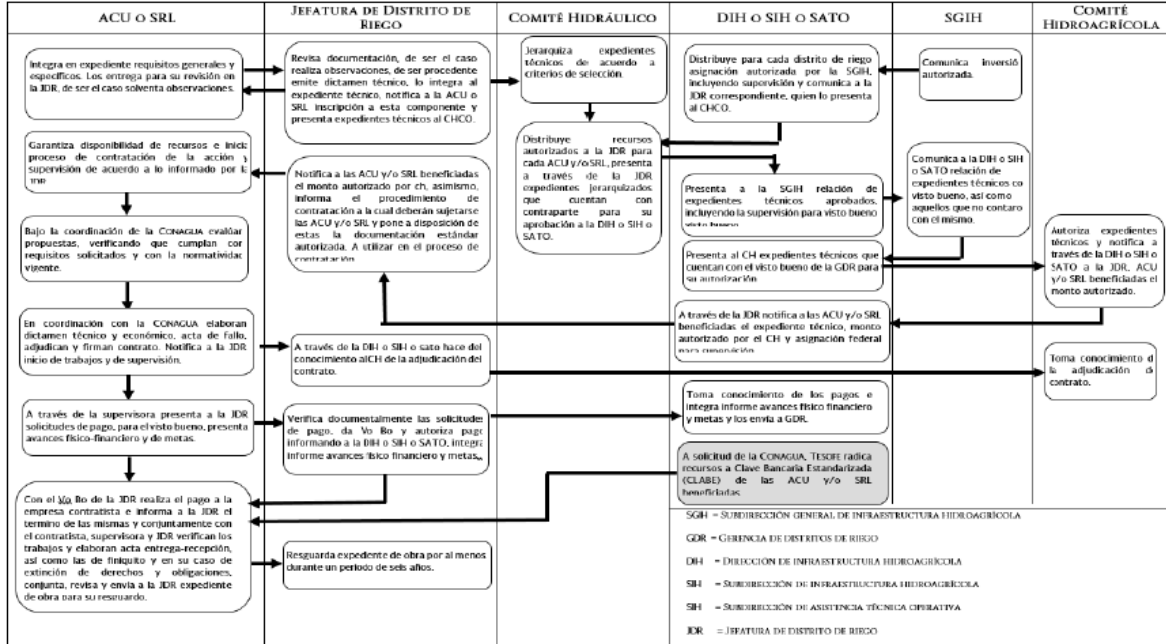 ACU O SRL
JEFATURA DE DISTRITO DE
RIEGO
COMITÉ HIDRÁULICO
DIH O SIH O SATO
SGIH
COMITÉ
HIDROAGRÍCOLA
Integra en expediente requisitos generales y
específicos. Los entrega para su revisión en
la JDR, de ser el caso solventa observaciones.
Revisa documentación, de ser el caso
realiza observaciones, de ser procedente
emite dictamen técnico, lo integra al
expediente técnico, notifica a la ACU o
SRL inscripción a esta componente y
presenta expedientes técnicos al CHCO.
Jerarquiza expedientes
técnicos de acuerdo a
criterios de selección.
Distribuye para cada distrito de riego
asignación autorizada por la SGIH,
incluyendo supervisión y comunica a la
JDR correspondiente, quien lo presenta
al CHCO.
Comunica inversió
autorizada.
Garantiza disponibilidad de recursos e inicia
proceso de contratación de la acción y
supervisión de acuerdo a lo informado por la
JDR
Notifica a las ACU y/o SRL beneficiadas
el monto autorizado por ch, asimismo,
informa el procedimiento de
contratación a la cual deberán sujetarse
las ACU y/o SRL y pone a disposición de
estas la documentación estándar
autorizada. A utilizar en el proceso de
contratación.
Distribuye recursos
autorizados a la JDR para
cada ACU y/o SRL, presenta
a través de la JDR
expedientes jerarquizados
que cuentan con
contraparte para su
aprobación a la DIH o SIH o
SATO.
Presenta a la SGIH relación de
expedientes técnicos aprobados,
incluyendo la supervisión para visto bueno
visto bueno
Comunica a la DIH o SIH
o SATO relación de
expedientes técnicos co
visto bueno, así como
aquellos que no contaro
con el mismo.
Bajo la coordinación de la CONAGUA evalúar
propuestas, verificando que cumplan cor
requisitos solicitados y con la normatividad
vigente.
Presenta al CH expedientes técnicos que
cuentan con el visto bueno de la GDR para
su autorización.
Autoriza expedientes
técnicos y notifica a
través de la DIH o SIH o
SATO a la JDR, ACU
y/o SRL beneficiadas el
monto autorizado.
En coordinación con la CONAGUA elaboran
dictamen técnico y económico, acta de fallo,
adjudican y firman contrato. Notifica a la JDR
inicio de trabajos y de supervisión.
A través de la DIH o SIH o sato hace del
conocimiento al CH de la adjudicación del
contrato.
A través de la JDR notifica a las ACU y/o SRL
beneficiadas el expediente técnico, monto
autorizado por el CH y asignación federal
para supervisión.
Toma conocimiento d
la adjudicación d
contrato.
A través de la supervisora presenta a la JDR
solicitudes de pago, para el visto bueno, presenta
avances físico-financiero y de metas.
Verifica documentalmente las solicitudes
de pago, da Vo Bo y autoriza pago
informando a la DIH o SIH o SATO, integra
informe avances físico financiero y metas.
Toma conocimiento de los pagos e
integra informe avances físico financiero
y metas y los envía a GDR.
A solicitud de la CONAGUA, TESOFE radica
recursos a Clave Bancaria Estandarizada
(CLABE) de las ACU y/o SRL
beneficiadas
Con el Vo Bo de la JDR realiza el pago a la
empresa contratista e informa a la JDR el
termino de las mismas y conjuntamente con
el contratista, supervisora y JDR verifican los
trabajos y elaboran acta entrega-recepción,
así como las de finiquito y en su caso de
extinción de derechos y obligaciones,
conjunta, revisa y envía a la JDR expediente
de obra para su resguardo.
Resguarda expediente de obra por al menos
durante un periodo de seis años.
SGIH = SUBDIRECCIÓN GENERAL DE INFRAESTRUCTURA HIDROAGRÍCOLA
GDR = GERENCIA DE DISTRITOS DE RIEGO
DIH = DIRECCIÓN DE INFRAESTRUCTURA HIDROAGRÍCOLA
SIH = SUBDIRECCIÓN DE INFRAESTRUCTURA HIDROAGRÍCOLA
SIH = SUBDIRECCIÓN DE ASISTENCIA TÉCNICA OPERATIVA
JDR = JEFATURA DE DISTRITO DE RIEGO